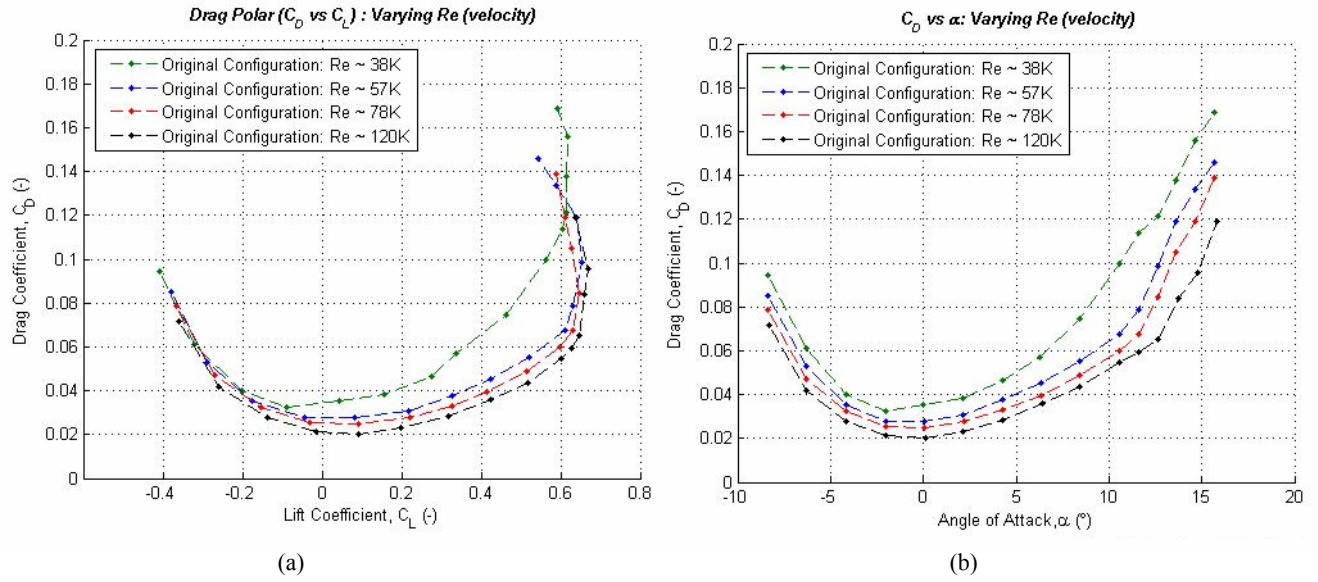 Drag Polar (C_D vs C_L) : Varying Re (velocity)
0.2
0.18
0.16
0.14
0.12
0.1
0.08
0.06
0.04
0.02
0
Drag Coefficient, C_D (-)
Original Configuration: Re ~ 38K
Original Configuration: Re ~ 57K
Original Configuration: Re ~ 78K
Original Configuration: Re ~ 120K
-0.4 -0.2 0 0.2 0.4 0.6 0.8
Lift Coefficient, C_L (-)
(a)
C_D vs α: Varying Re (velocity)
0.2
0.18
0.16
0.14
0.12
0.1
0.08
0.06
0.04
0.02
0
Drag Coefficient, C_D (-)
Original Configuration: Re ~ 38K
Original Configuration: Re ~ 57K
Original Configuration: Re ~ 78K
Original Configuration: Re ~ 120K
-10 -5 0 5 10 15 20
Angle of Attack,α (°)
(b)